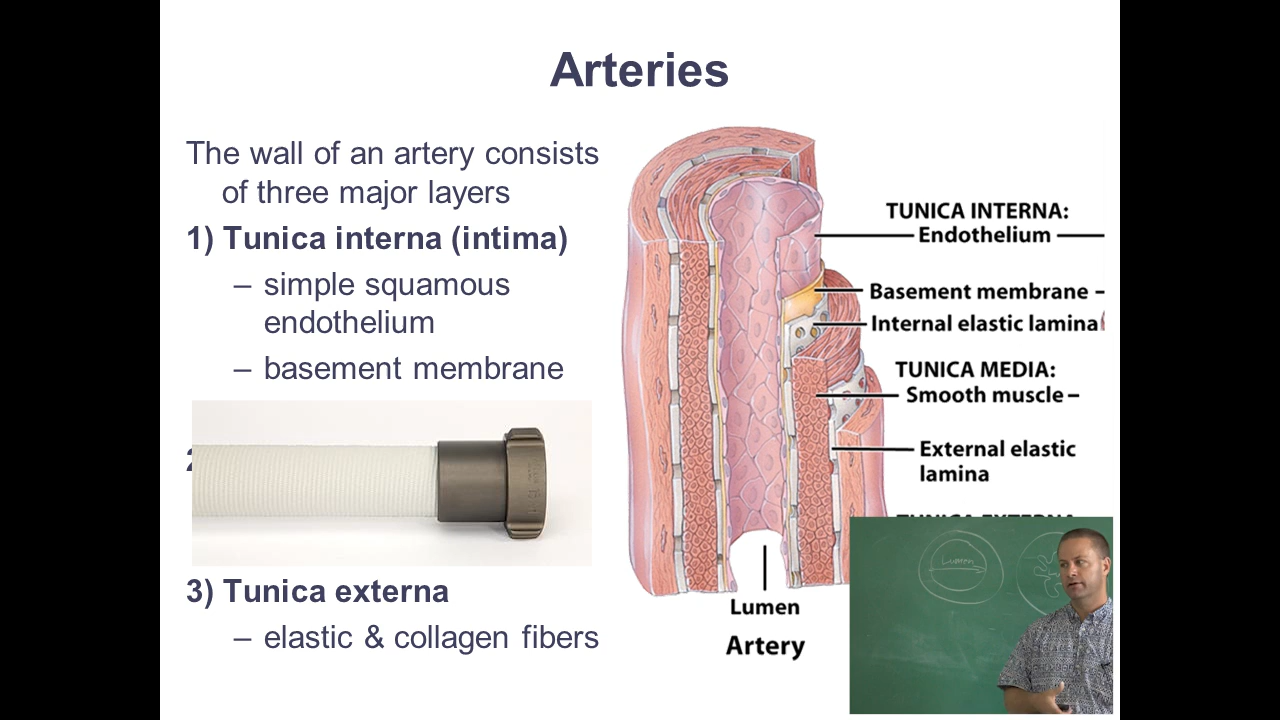 Arteries
The wall of an artery consists
of three major layers
1) Tunica interna (intima)
– simple squamous
endothelium
– basement membrane
3) Tunica externa
– elastic & collagen fibers
TUNICA INTERNA:
Endothelium
Basement membrane
Internal elastic lamina
TUNICA MEDIA:
Smooth muscle
External elastic
lamina
Lumen
Artery
Lumen